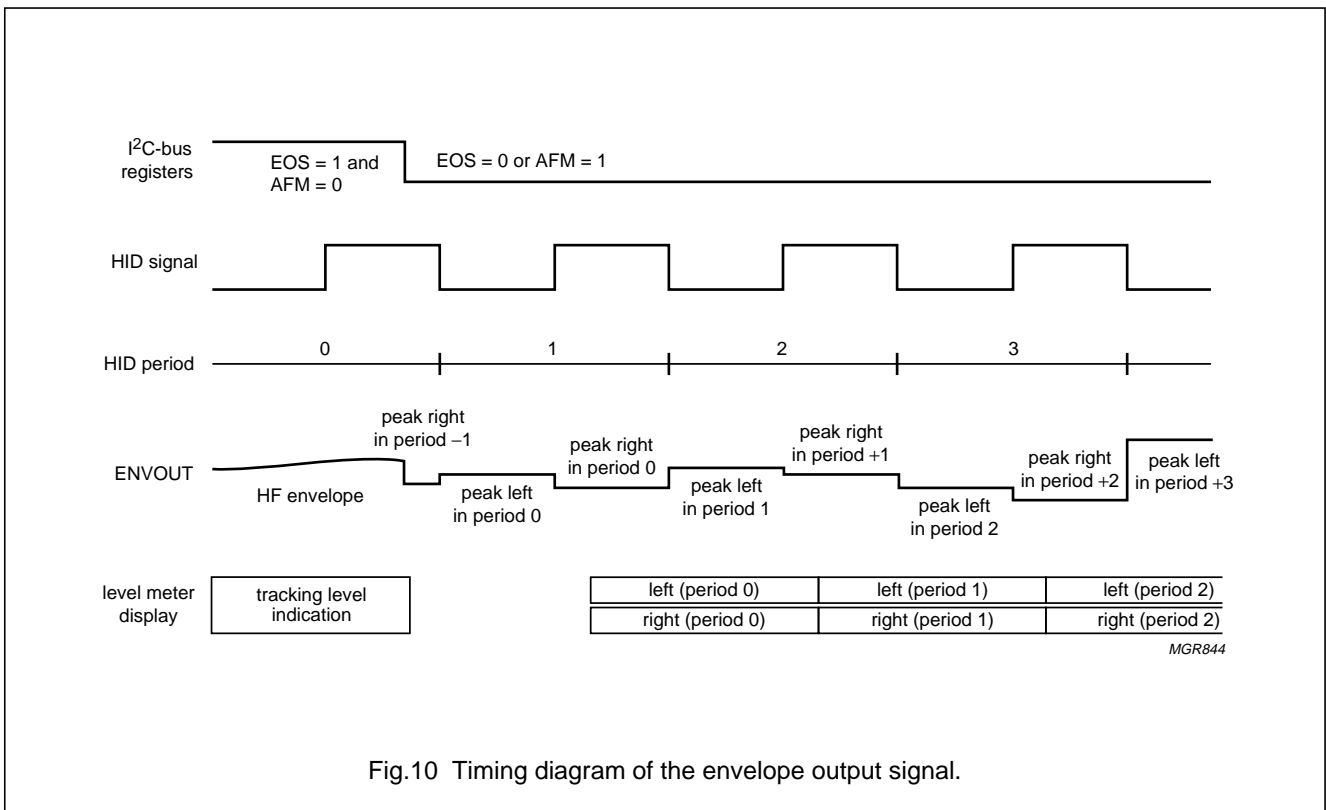 I²C-bus
registers
EOS = 1 and
AFM = 0
EOS = 0 or AFM = 1
HID signal
HID period
0
1
2
3
ENVOUT
HF envelope
peak right
in period −1
peak left
in period 0
peak right
in period 0
peak left
in period 1
peak right
in period +1
peak left
in period 2
peak right
in period +2
peak left
in period +3
level meter
display
tracking level
indication
left (period 0)
left (period 1)
left (period 2)
right (period 0)
right (period 1)
right (period 2)
MGR844
Fig.10 Timing diagram of the envelope output signal.